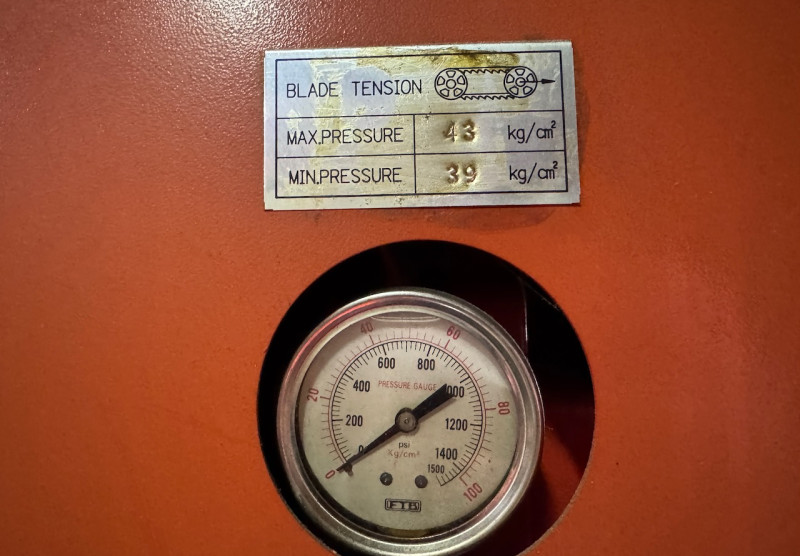 BLADE TENSION
MAX.PRESSURE 43 kg/cm²
MIN.PRESSURE 39 kg/cm²
40 60
600 800
20 400 PRESSURE GAUGE 1000 80
200 1200
psi
0 Kg/cm² 1400
0 1500 100
FTB